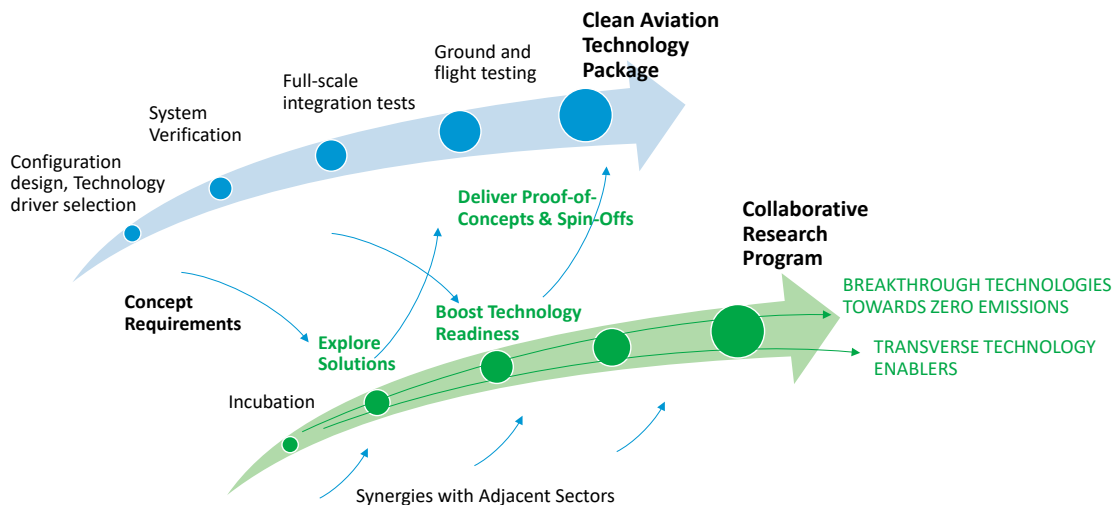 Clean Aviation
Technology
Package
Ground and
flight testing
Full-scale
integration tests
System
Verification
Configuration
design, Technology
driver selection
Deliver Proof-of-
Concepts & Spin-Offs
Collaborative
Research
Program
Concept
Requirements
Boost Technology
Readiness
Explore
Solutions
BREAKTHROUGH TECHNOLOGIES
TOWARDS ZERO EMISSIONS
TRANSVERSE TECHNOLOGY
ENABLERS
Incubation
Synergies with Adjacent Sectors